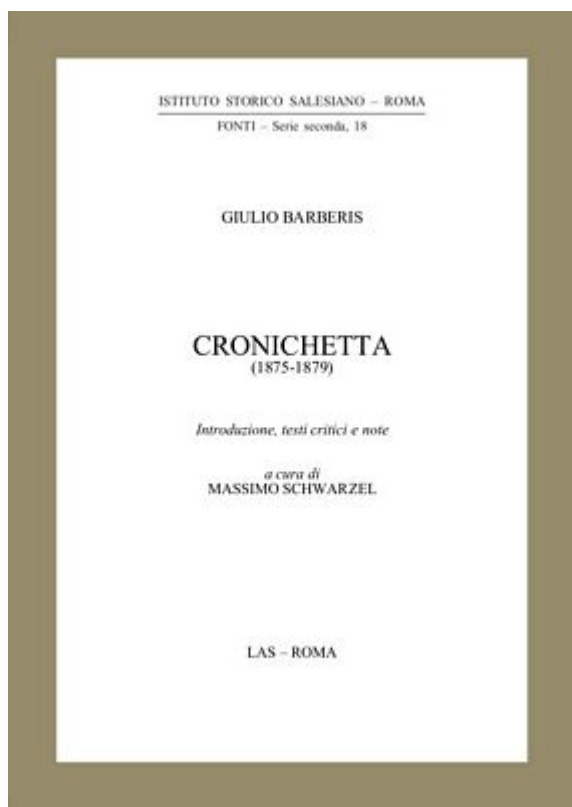 ISTITUTO STORICO SALESIANO – ROMA
FONTI – Serie seconda, 18
GIULIO BARBERIS
CRONICHETTA
(1875-1879)
Introduzione, testi critici e note
a cura di
MASSIMO SCHWARZEL
LAS – ROMA